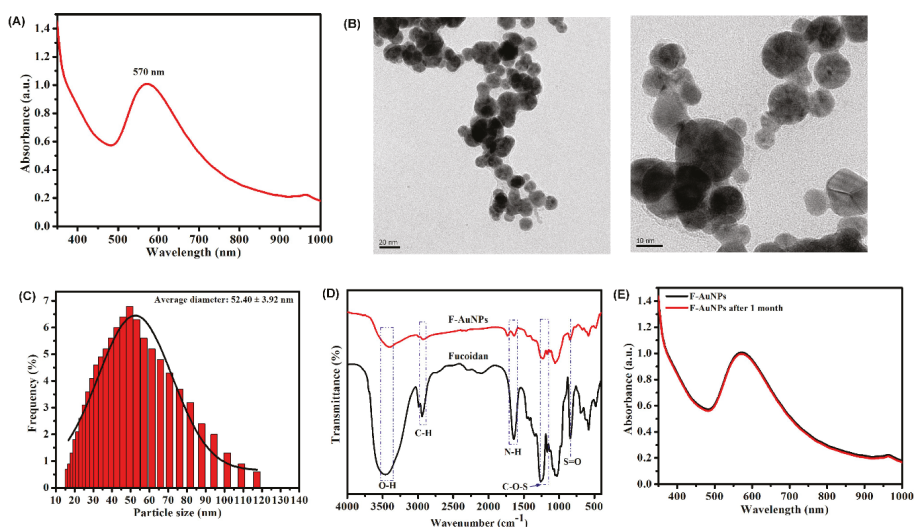 (A)
1.4
1.2
1.0
0.8
0.6
0.4
0.2
0.0
Absorbance (a.u.)
570 nm
400 500 600 700 800 900 1000
Wavelength (nm)
(B)
20 nm
10 nm
(C)
Average diameter: 52.40 ± 3.92 nm
7
6
5
4
3
2
1
0
Frequency (%)
10 20 30 40 50 60 70 80 90 100 110 120 130 140
Particle size (nm)
(D)
F-AuNPs
Fucoidan
Transmittance (%)
O-H
C-H
N-H
C-O-S
S=O
4000 3500 3000 2500 2000 1500 1000 500
Wavenumber (cm⁻¹)
(E)
F-AuNPs
F-AuNPs after 1 month
1.4
1.2
1.0
0.8
0.6
0.4
0.2
0.0
Absorbance (a.u.)
400 500 600 700 800 900 1000
Wavelength (nm)